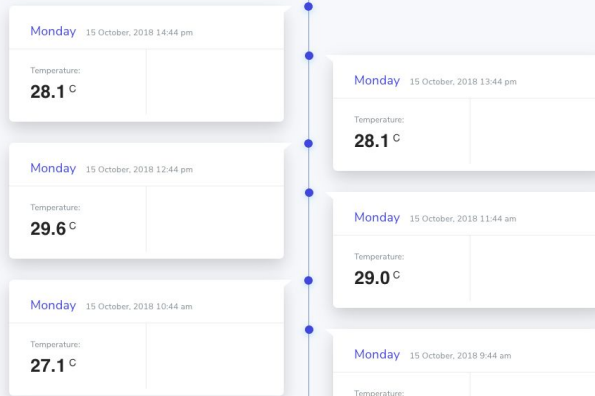 Monday 15 October, 2018 14:44 pm
Temperature:
28.1 C
Monday 15 October, 2018 13:44 pm
Temperature:
28.1 C
Monday 15 October, 2018 12:44 pm
Temperature:
29.6 C
Monday 15 October, 2018 11:44 am
Temperature:
29.0 C
Monday 15 October, 2018 10:44 am
Temperature:
27.1 C
Monday 15 October, 2018 9:44 am
Temperature: